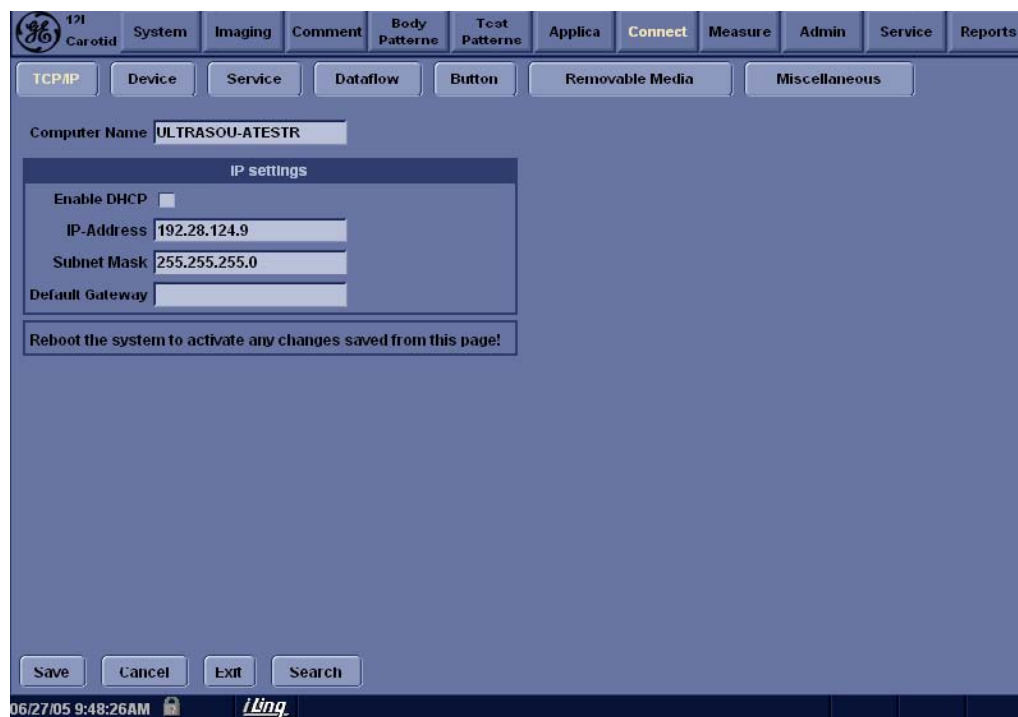 12l
Carotid
System
Imaging
Comment
Body
Patterns
Test
Patterns
Applica
Connect
Measure
Admin
Service
Reports
TCP/IP
Device
Service
Dataflow
Button
Removable Media
Miscellaneous
Computer Name ULTRASOU-ATESTR
IP settings
Enable DHCP
IP-Address 192.28.124.9
Subnet Mask 255.255.255.0
Default Gateway
Reboot the system to activate any changes saved from this page!
Save
Cancel
Exit
Search
06/27/05 9:48:26AM
iLinq